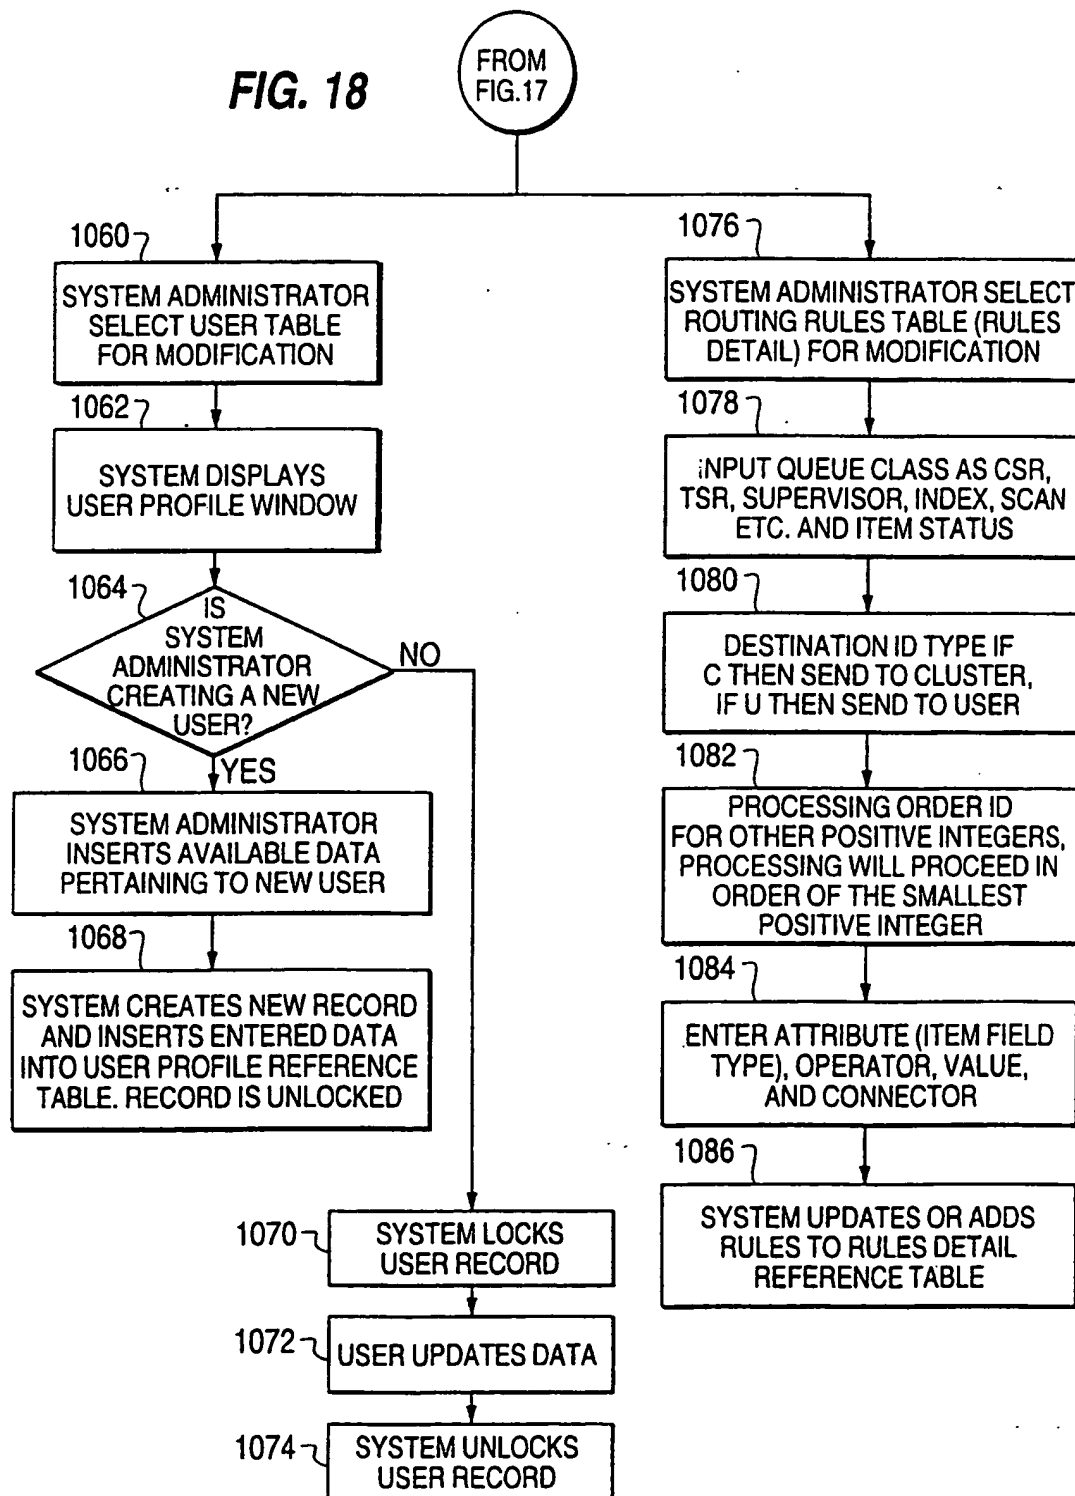 FIG. 18
FROM
FIG.17
1060
SYSTEM ADMINISTRATOR
SELECT USER TABLE
FOR MODIFICATION
1062
SYSTEM DISPLAYS
USER PROFILE WINDOW
1064
IS
SYSTEM
ADMINISTRATOR
CREATING A NEW
USER?
NO
YES
1066
SYSTEM ADMINISTRATOR
INSERTS AVAILABLE DATA
PERTAINING TO NEW USER
1068
SYSTEM CREATES NEW RECORD
AND INSERTS ENTERED DATA
INTO USER PROFILE REFERENCE
TABLE. RECORD IS UNLOCKED
1070
SYSTEM LOCKS
USER RECORD
1072
USER UPDATES DATA
1074
SYSTEM UNLOCKS
USER RECORD
1076
SYSTEM ADMINISTRATOR SELECT
ROUTING RULES TABLE (RULES
DETAIL) FOR MODIFICATION
1078
INPUT QUEUE CLASS AS CSR,
TSR, SUPERVISOR, INDEX, SCAN
ETC. AND ITEM STATUS
1080
DESTINATION ID TYPE IF
C THEN SEND TO CLUSTER,
IF U THEN SEND TO USER
1082
PROCESSING ORDER ID
FOR OTHER POSITIVE INTEGERS,
PROCESSING WILL PROCEED IN
ORDER OF THE SMALLEST
POSITIVE INTEGER
1084
ENTER ATTRIBUTE (ITEM FIELD
TYPE), OPERATOR, VALUE,
AND CONNECTOR
1086
SYSTEM UPDATES OR ADDS
RULES TO RULES DETAIL
REFERENCE TABLE